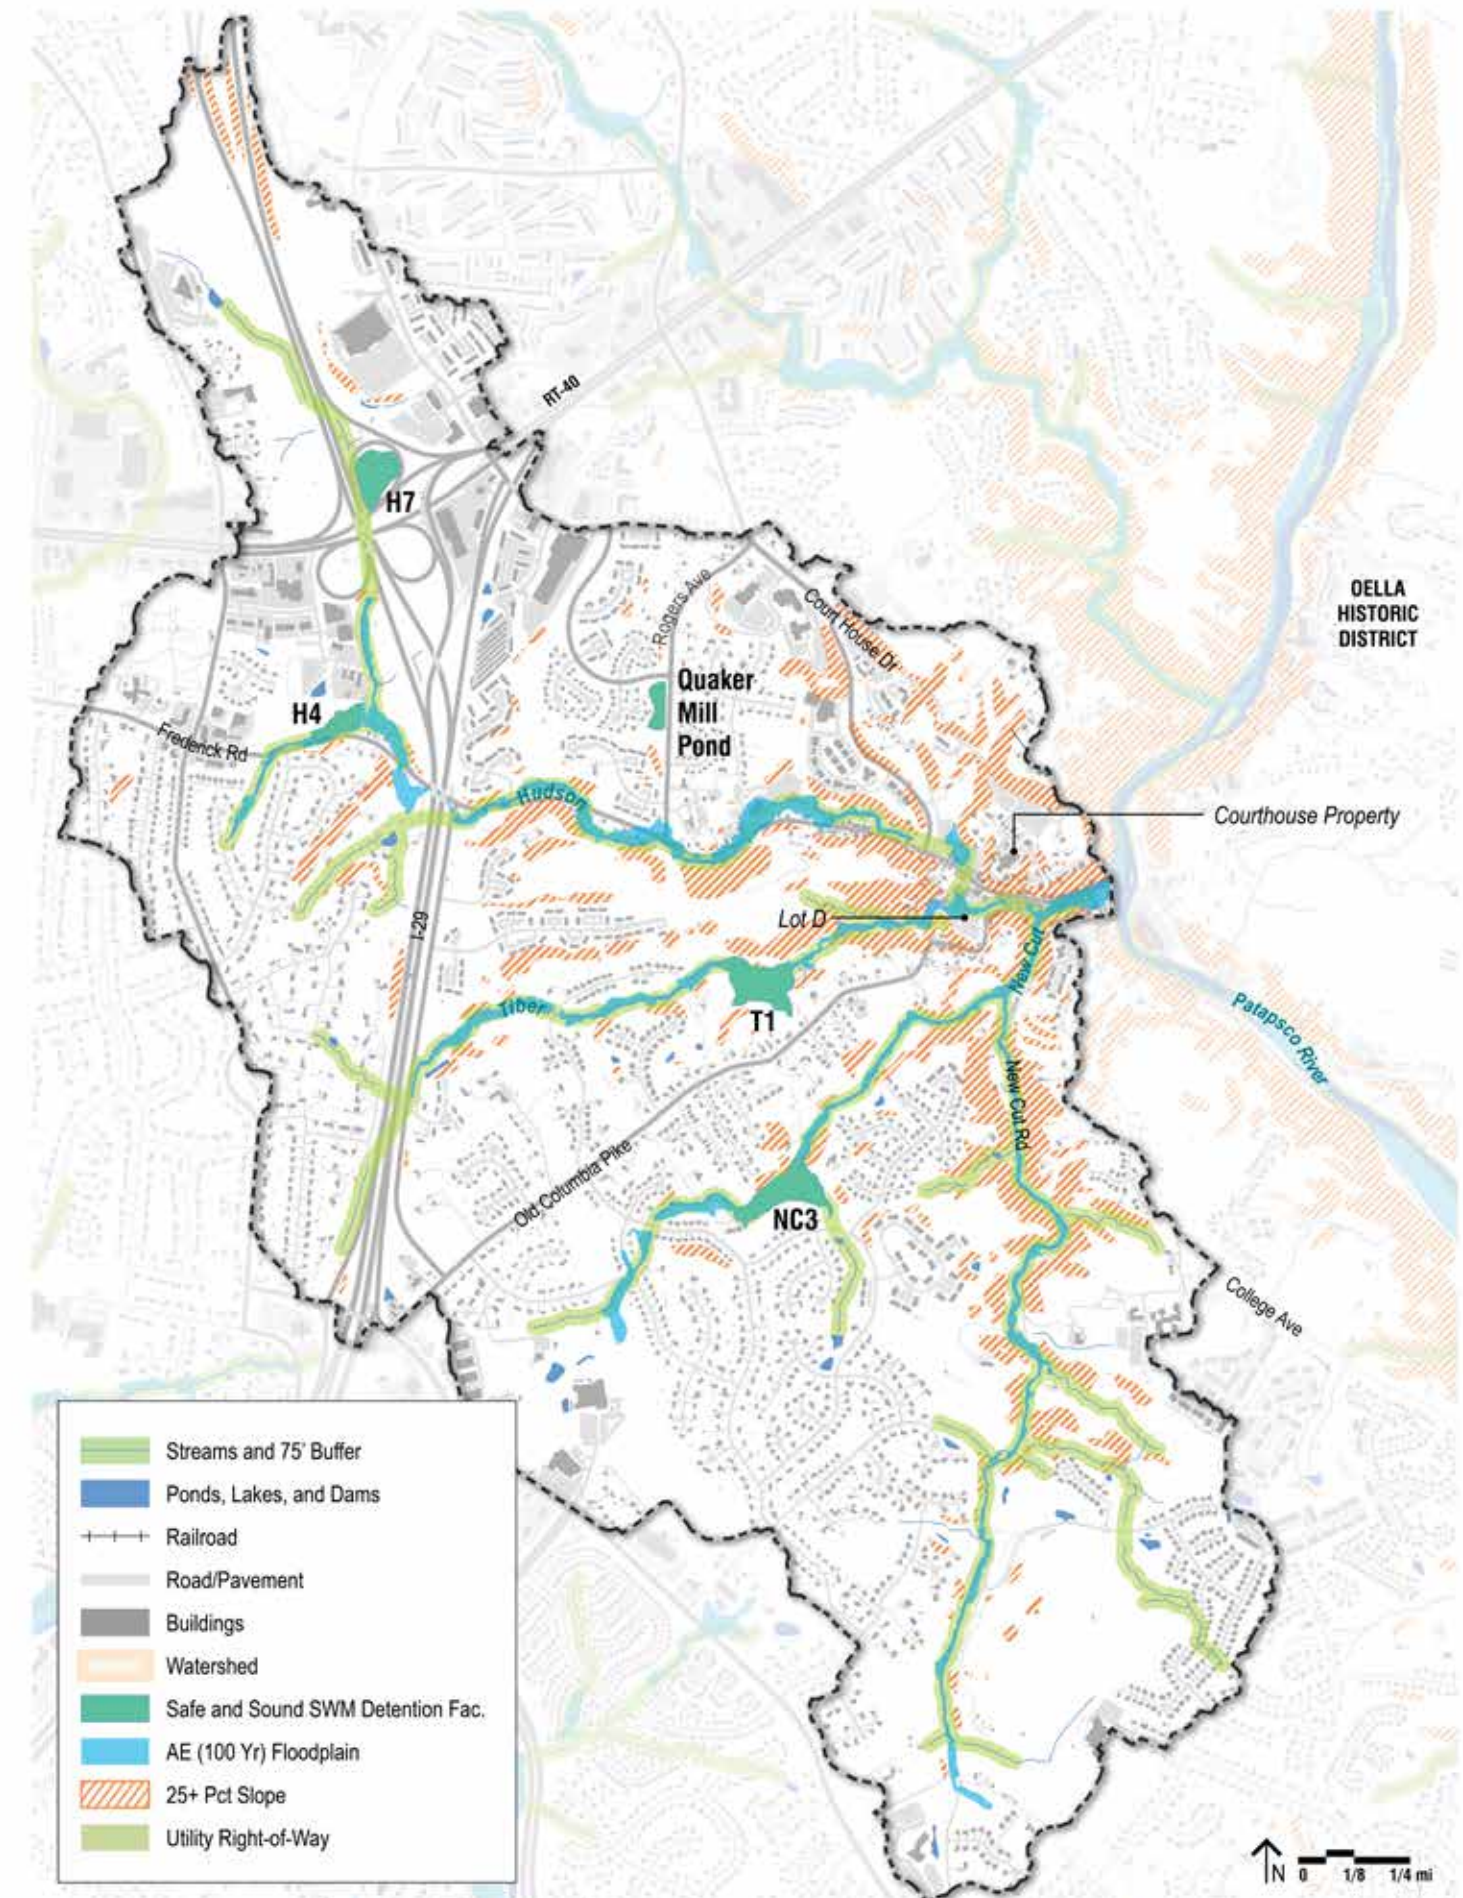 RT-40
H7
OELLA
HISTORIC
DISTRICT
Rogers Ave
Court House Dr
Quaker
Mill
Pond
H4
Frederick Rd
Hudson
Courthouse Property
Lot D
I-29
New Cut
Tiber
T1
Patapsco River
New Cut Rd
Old Columbia Pike
NC3
College Ave
Streams and 75' Buffer
Ponds, Lakes, and Dams
Railroad
Road/Pavement
Buildings
Watershed
Safe and Sound SWM Detention Fac.
AE (100 Yr) Floodplain
25+ Pct Slope
Utility Right-of-Way
N 0 1/8 1/4 mi